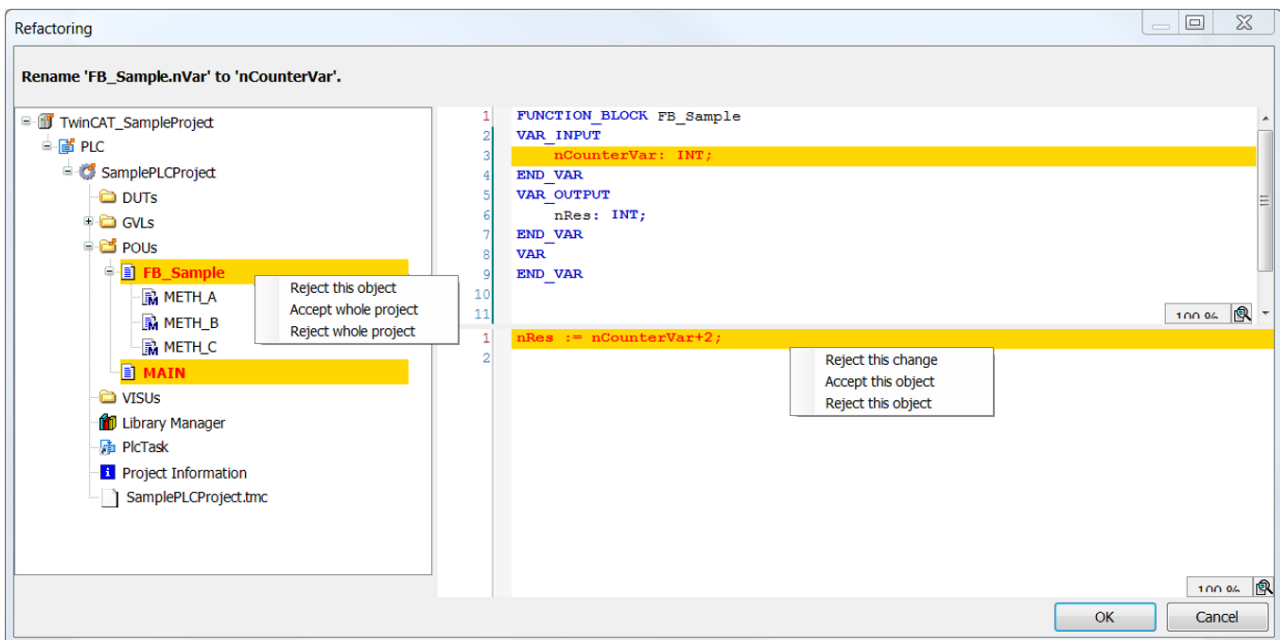 Refactoring
Rename 'FB_Sample.nVar' to 'nCounterVar'.
TwinCAT_SampleProject
PLC
SamplePLCProject
DUTs
GVLs
POUs
FB_Sample
METH_A
METH_B
METH_C
MAIN
VISUs
Library Manager
PlcTask
Project Information
SamplePLCProject.tmc
Reject this object
Accept whole project
Reject whole project
1 FUNCTION_BLOCK FB_Sample
2 VAR_INPUT
3 nCounterVar: INT;
4 END_VAR
5 VAR_OUTPUT
6 nRes: INT;
7 END_VAR
8 VAR
9 END_VAR
10
11
100 %
1 nRes := nCounterVar+2;
2
Reject this change
Accept this object
Reject this object
100 %
OK Cancel